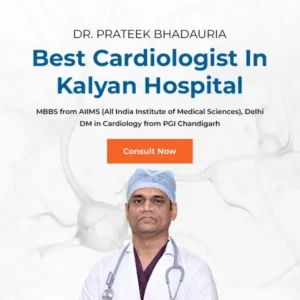 DR. PRATEEK BHADAURIA
Best Cardiologist In
Kalyan Hospital
MBBS from AIIMS (All India Institute of Medical Sciences), Delhi
DM in Cardiology from PGI Chandigarh
Consult Now